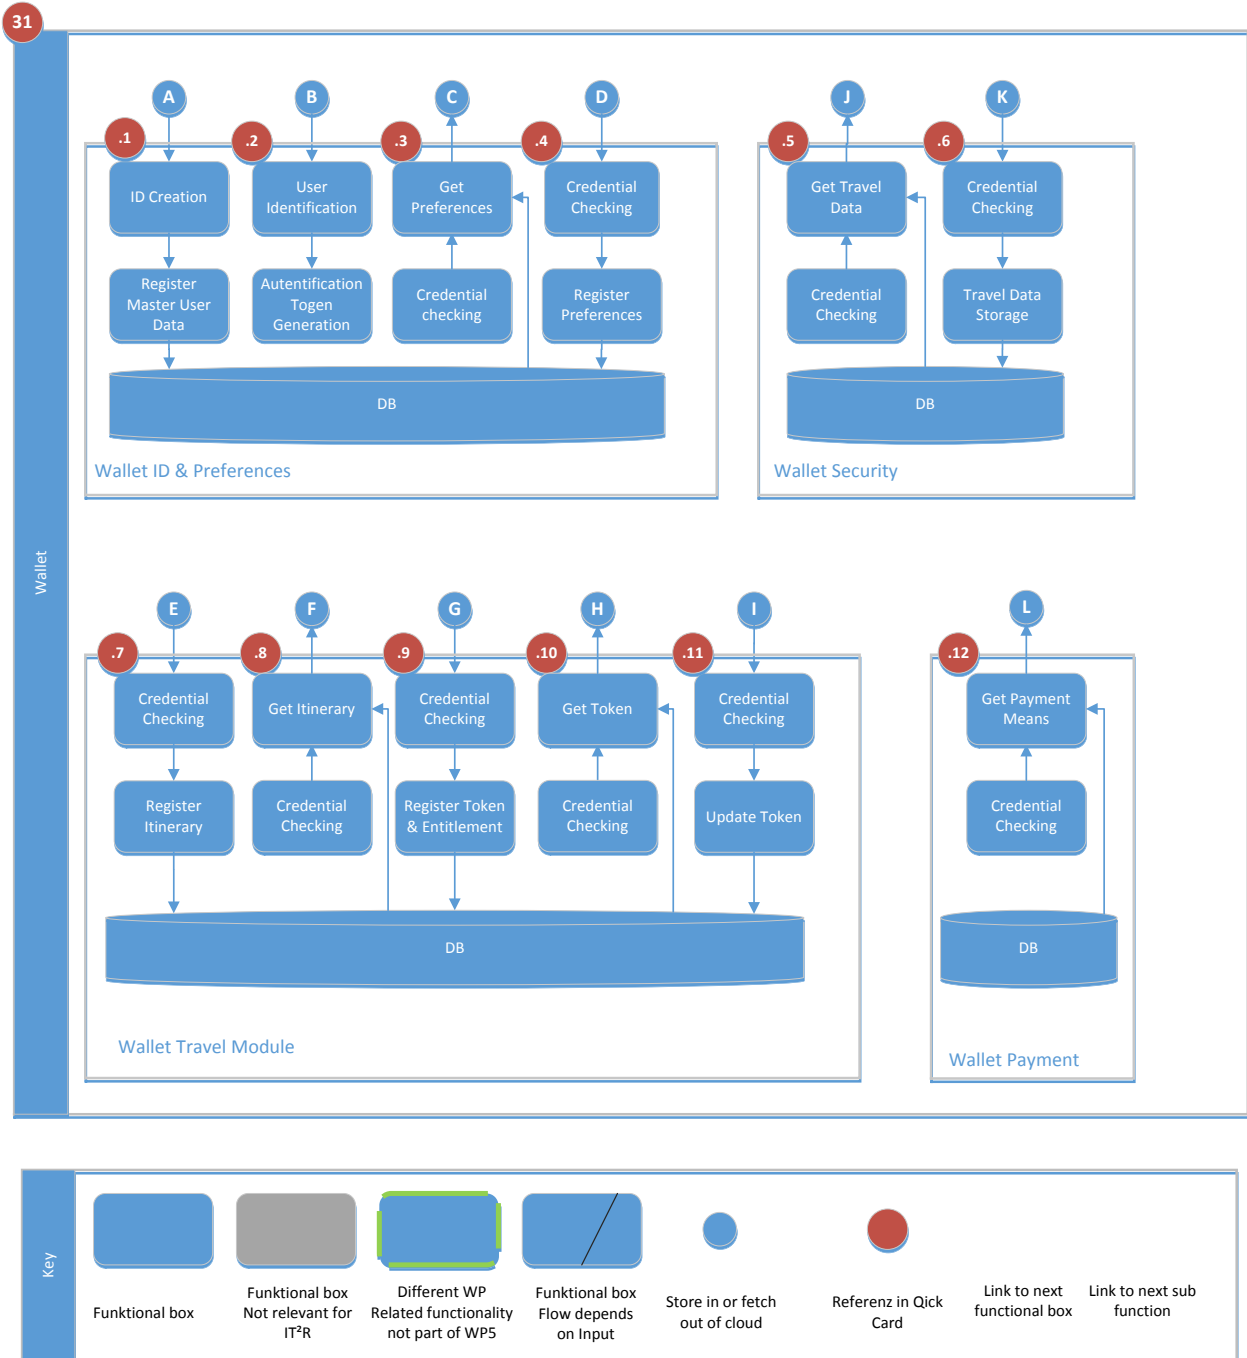 31
Wallet
A
B
C
D
J
K
.1
.2
.3
.4
.5
.6
ID Creation
User
Identification
Get
Preferences
Credential
Checking
Get Travel
Data
Credential
Checking
Register
Master User
Data
Autentification
Togen
Generation
Credential
checking
Register
Preferences
Credential
Checking
Travel Data
Storage
DB
DB
Wallet ID & Preferences
Wallet Security
E
F
G
H
I
L
.7
.8
.9
.10
.11
.12
Credential
Checking
Get Itinerary
Credential
Checking
Get Token
Credential
Checking
Get Payment
Means
Register
Itinerary
Credential
Checking
Register Token
& Entitlement
Credential
Checking
Update Token
Credential
Checking
DB
DB
Wallet Travel Module
Wallet Payment
Key
Funktional box
Funktional box
Not relevant for
IT²R
Different WP
Related functionality
not part of WP5
Funktional box
Flow depends
on Input
Store in or fetch
out of cloud
Referenz in Qick
Card
Link to next
functional box
Link to next sub
function